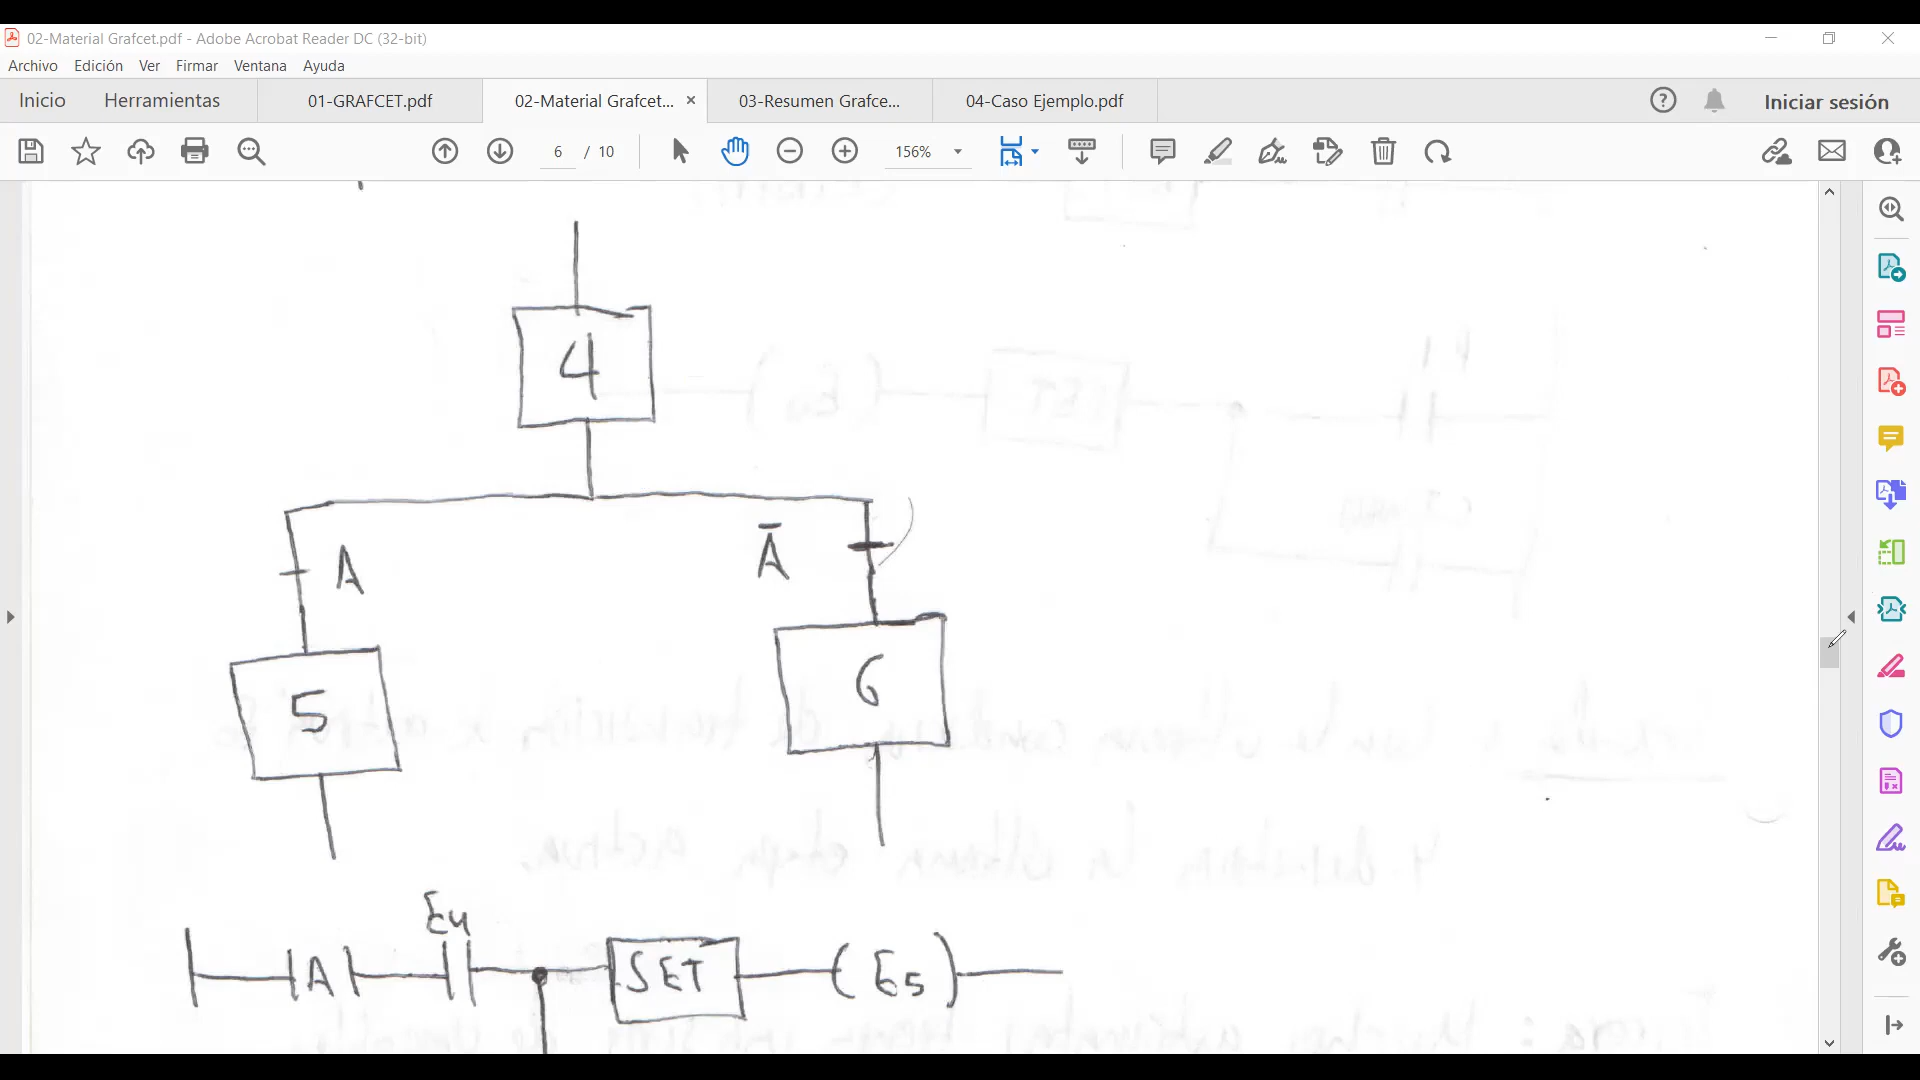 02-Material Grafcet.pdf - Adobe Acrobat Reader DC (32-bit)
Archivo Edición Ver Firmar Ventana Ayuda
Inicio Herramientas 01-GRAFCET.pdf 02-Material Grafcet... × 03-Resumen Grafce... 04-Caso Ejemplo.pdf Iniciar sesión
6 / 10 156%
4
A Ā
5 6
E4
A SET (E5)